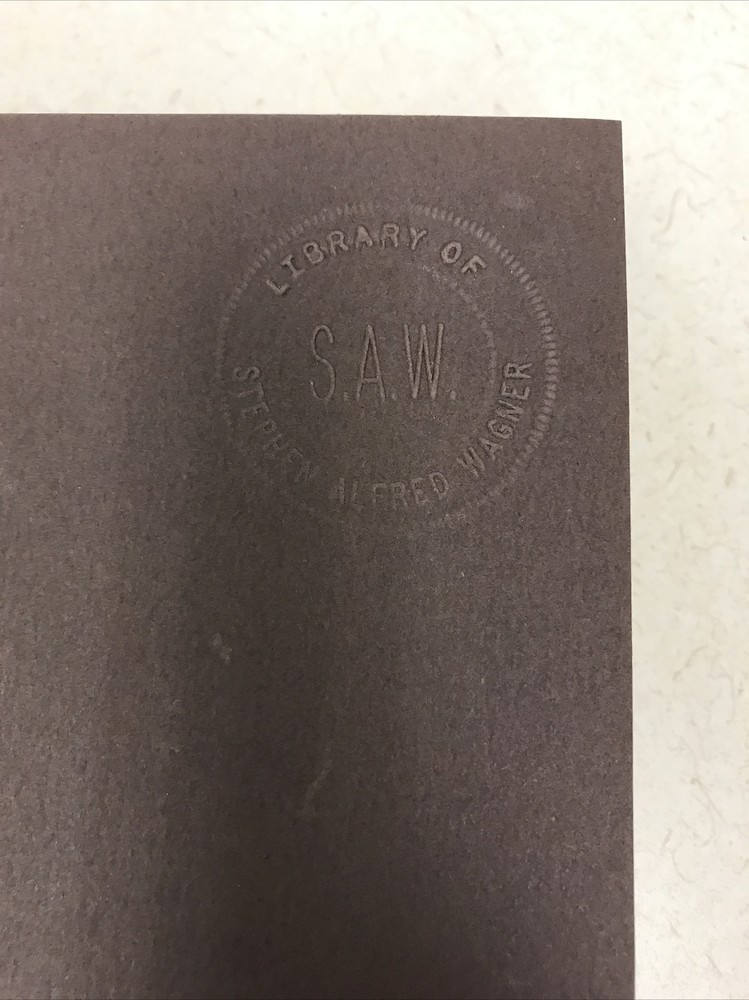 LIBRARY OF
S.A.W.
STEPHEN ALFRED WAGNER